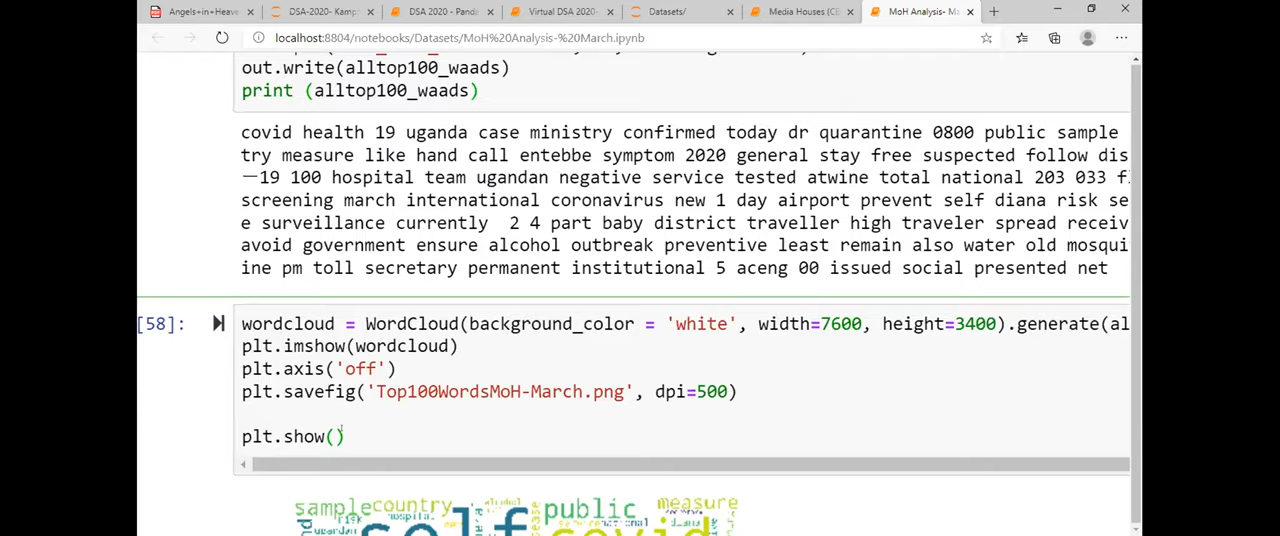 Angels+in+Heave
DSA-2020- Kamp
DSA 2020 - Panda
Virtual DSA 2020-
Datasets/
Media Houses (CE
MoH Analysis- Ma
localhost:8804/notebooks/Datasets/MoH%20Analysis-%20March.ipynb
out.write(alltop100_waads)
print (alltop100_waads)
covid health 19 uganda case ministry confirmed today dr quarantine 0800 public sample
try measure like hand call entebbe symptom 2020 general stay free suspected follow dis
—19 100 hospital team ugandan negative service tested atwine total national 203 033 f
screening march international coronavirus new 1 day airport prevent self diana risk se
e surveillance currently 2 4 part baby district traveller high traveler spread receiv
avoid government ensure alcohol outbreak preventive least remain also water old mosqui
ine pm toll secretary permanent institutional 5 aceng 00 issued social presented net
[58]:
wordcloud = WordCloud(background_color = 'white', width=7600, height=3400).generate(al
plt.imshow(wordcloud)
plt.axis('off')
plt.savefig('Top100WordsMoH-March.png', dpi=500)
plt.show()
sample country alcohol public measure
risk hospital national diana
ugandan self covid